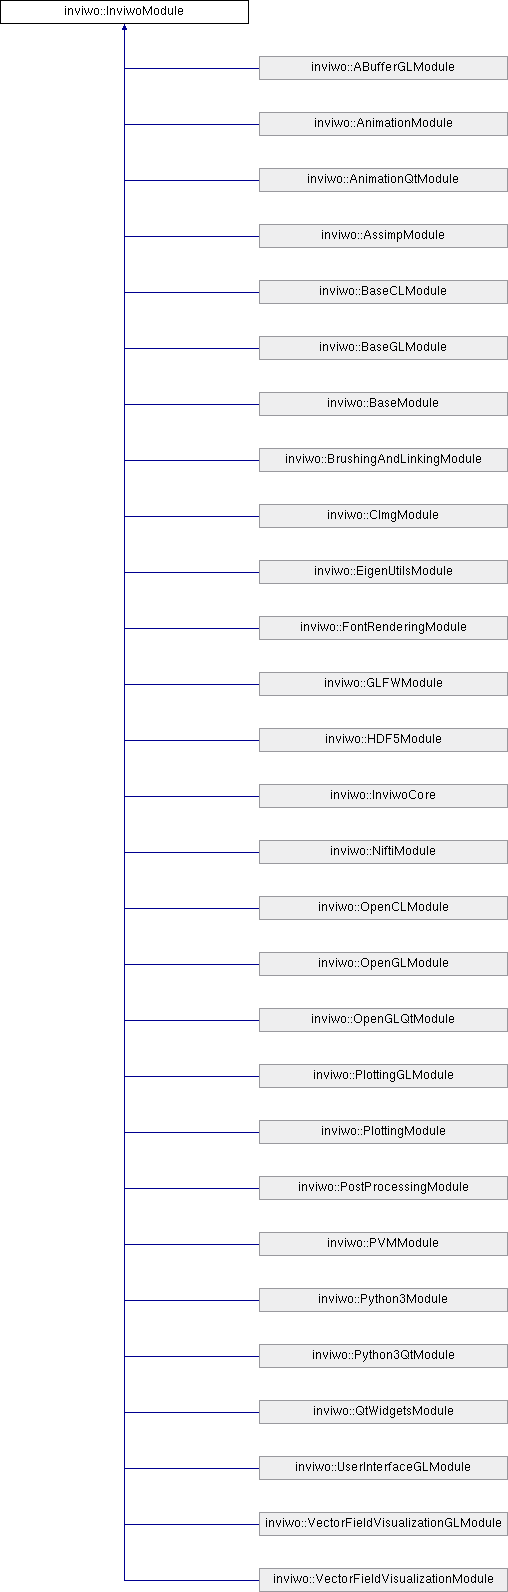 inviwo::InviwoModule
inviwo::ABufferGLModule
inviwo::AnimationModule
inviwo::AnimationQtModule
inviwo::AssimpModule
inviwo::BaseCLModule
inviwo::BaseGLModule
inviwo::BaseModule
inviwo::BrushingAndLinkingModule
inviwo::CImgModule
inviwo::EigenUtilsModule
inviwo::FontRenderingModule
inviwo::GLFWModule
inviwo::HDF5Module
inviwo::InviwoCore
inviwo::NiftiModule
inviwo::OpenCLModule
inviwo::OpenGLModule
inviwo::OpenGLQtModule
inviwo::PlottingGLModule
inviwo::PlottingModule
inviwo::PostProcessingModule
inviwo::PVMModule
inviwo::Python3Module
inviwo::Python3QtModule
inviwo::QtWidgetsModule
inviwo::UserInterfaceGLModule
inviwo::VectorFieldVisualizationGLModule
inviwo::VectorFieldVisualizationModule